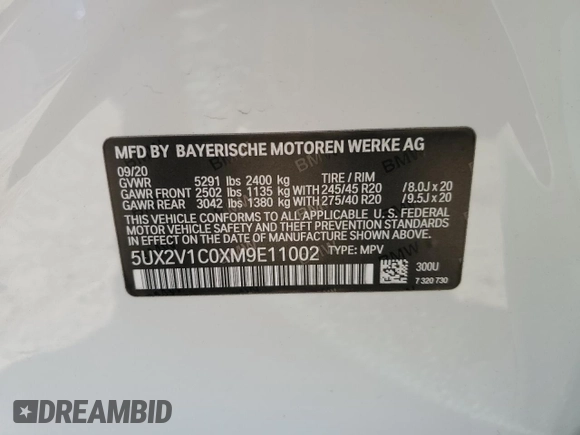 MFD BY BAYERISCHE MOTOREN WERKE AG
09/20
GVWR 5291 lbs 2400 kg TIRE / RIM
GAWR FRONT 2502 lbs 1135 kg WITH 245/45 R20 /8.0J x 20
GAWR REAR 3042 lbs 1380 kg WITH 275/40 R20 /9.5J x 20
THIS VEHICLE CONFORMS TO ALL APPLICABLE U. S. FEDERAL
MOTOR VEHICLE SAFETY STANDARDS IN EFFECT ON THE
DATE OF MANUFACTURE SHOWN ABOVE.
5UX2V1C0XM9E11002 TYPE: MPV
300U
7 320 730
DREAMBID